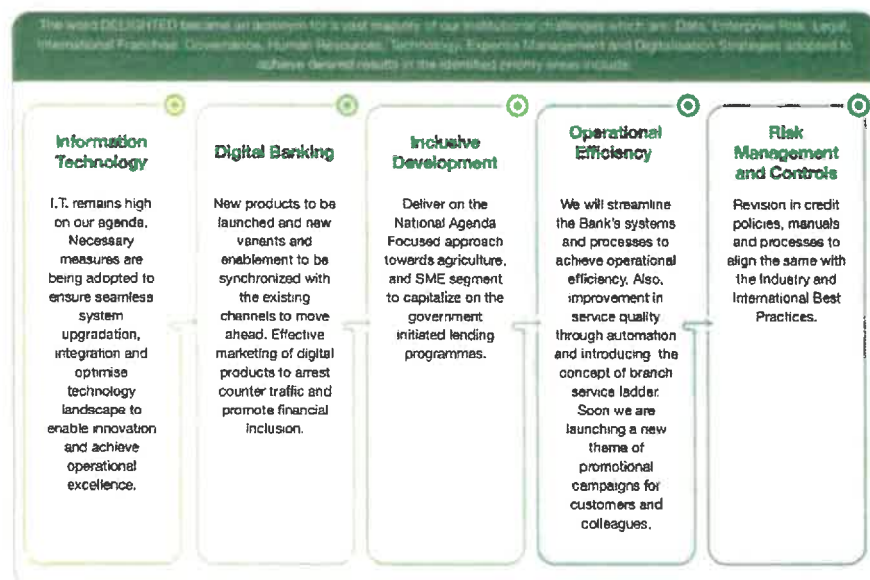 The word DELIGHTED became an acronym for a vast majority of our institutional challenges which are: Data, Enterprise Risk, Legal,
International Franchise, Governance, Human Resources, Technology, Expense Management and Digitalisation Strategies adopted to
achieve desired results in the identified priority areas include:
Information
Technology
I.T. remains high
on our agenda.
Necessary
measures are
being adopted to
ensure seamless
system
upgradation,
integration and
optimise
technology
landscape to
enable innovation
and achieve
operational
excellence.
Digital Banking
New products to be
launched and new
variants and
enablement to be
synchronized with
the existing
channels to move
ahead. Effective
marketing of digital
products to arrest
counter traffic and
promote financial
inclusion.
Inclusive
Development
Deliver on the
National Agenda
Focused approach
towards agriculture,
and SME segment
to capitalize on the
government
initiated lending
programmes.
Operational
Efficiency
We will streamline
the Bank's systems
and processes to
achieve operational
efficiency. Also,
improvement in
service quality
through automation
and introducing the
concept of branch
service ladder.
Soon we are
launching a new
theme of
promotional
campaigns for
customers and
colleagues.
Risk
Management
and Controls
Revision in credit
policies, manuals
and processes to
align the same with
the Industry and
International Best
Practices.